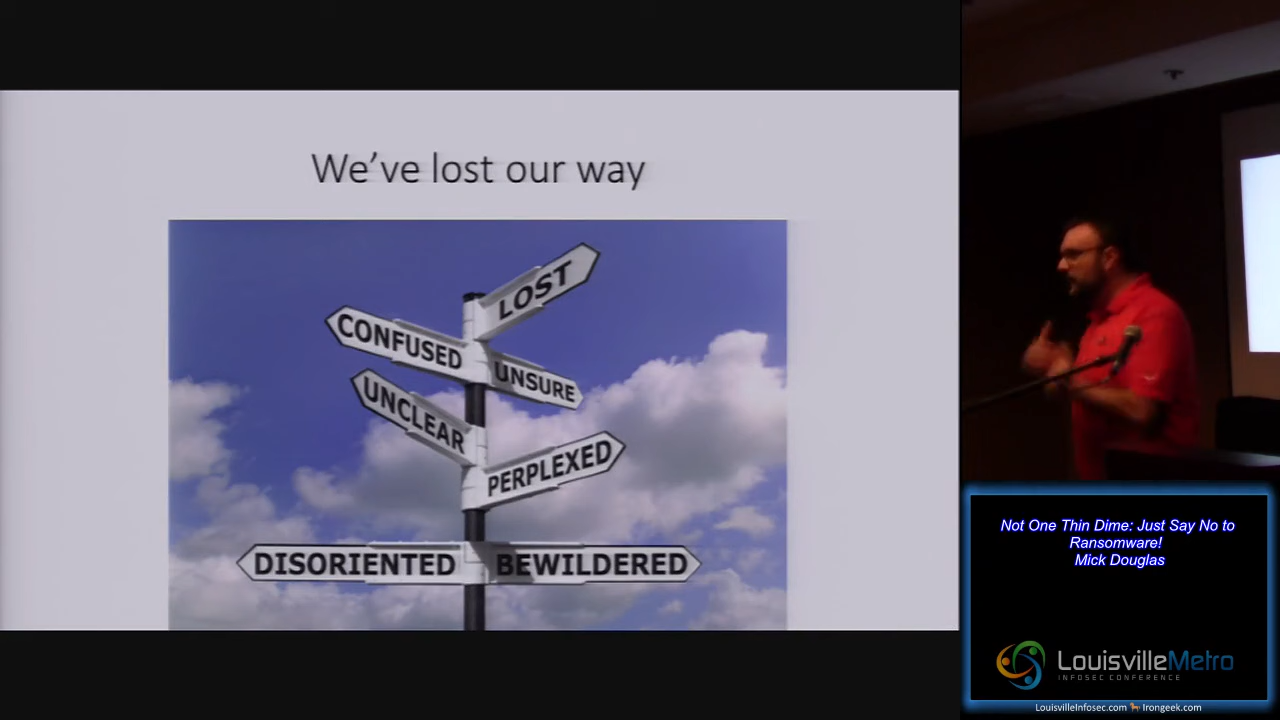 We've lost our way
LOST
CONFUSED
UNSURE
UNCLEAR
PERPLEXED
DISORIENTED
BEWILDERED
Not One Thin Dime: Just Say No to
Ransomware!
Mick Douglas
LouisvilleMetro
INFOSEC CONFERENCE
LouisvilleInfosec.com
Irongeek.com